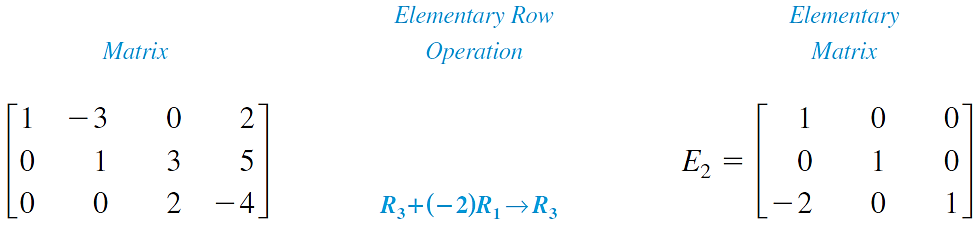 Elementary Row Elementary
Matrix Operation Matrix
1 −3 0 2 1 0 0
0 1 3 5 E₂ = 0 1 0
0 0 2 −4 R₃+(−2)R₁→R₃ −2 0 1